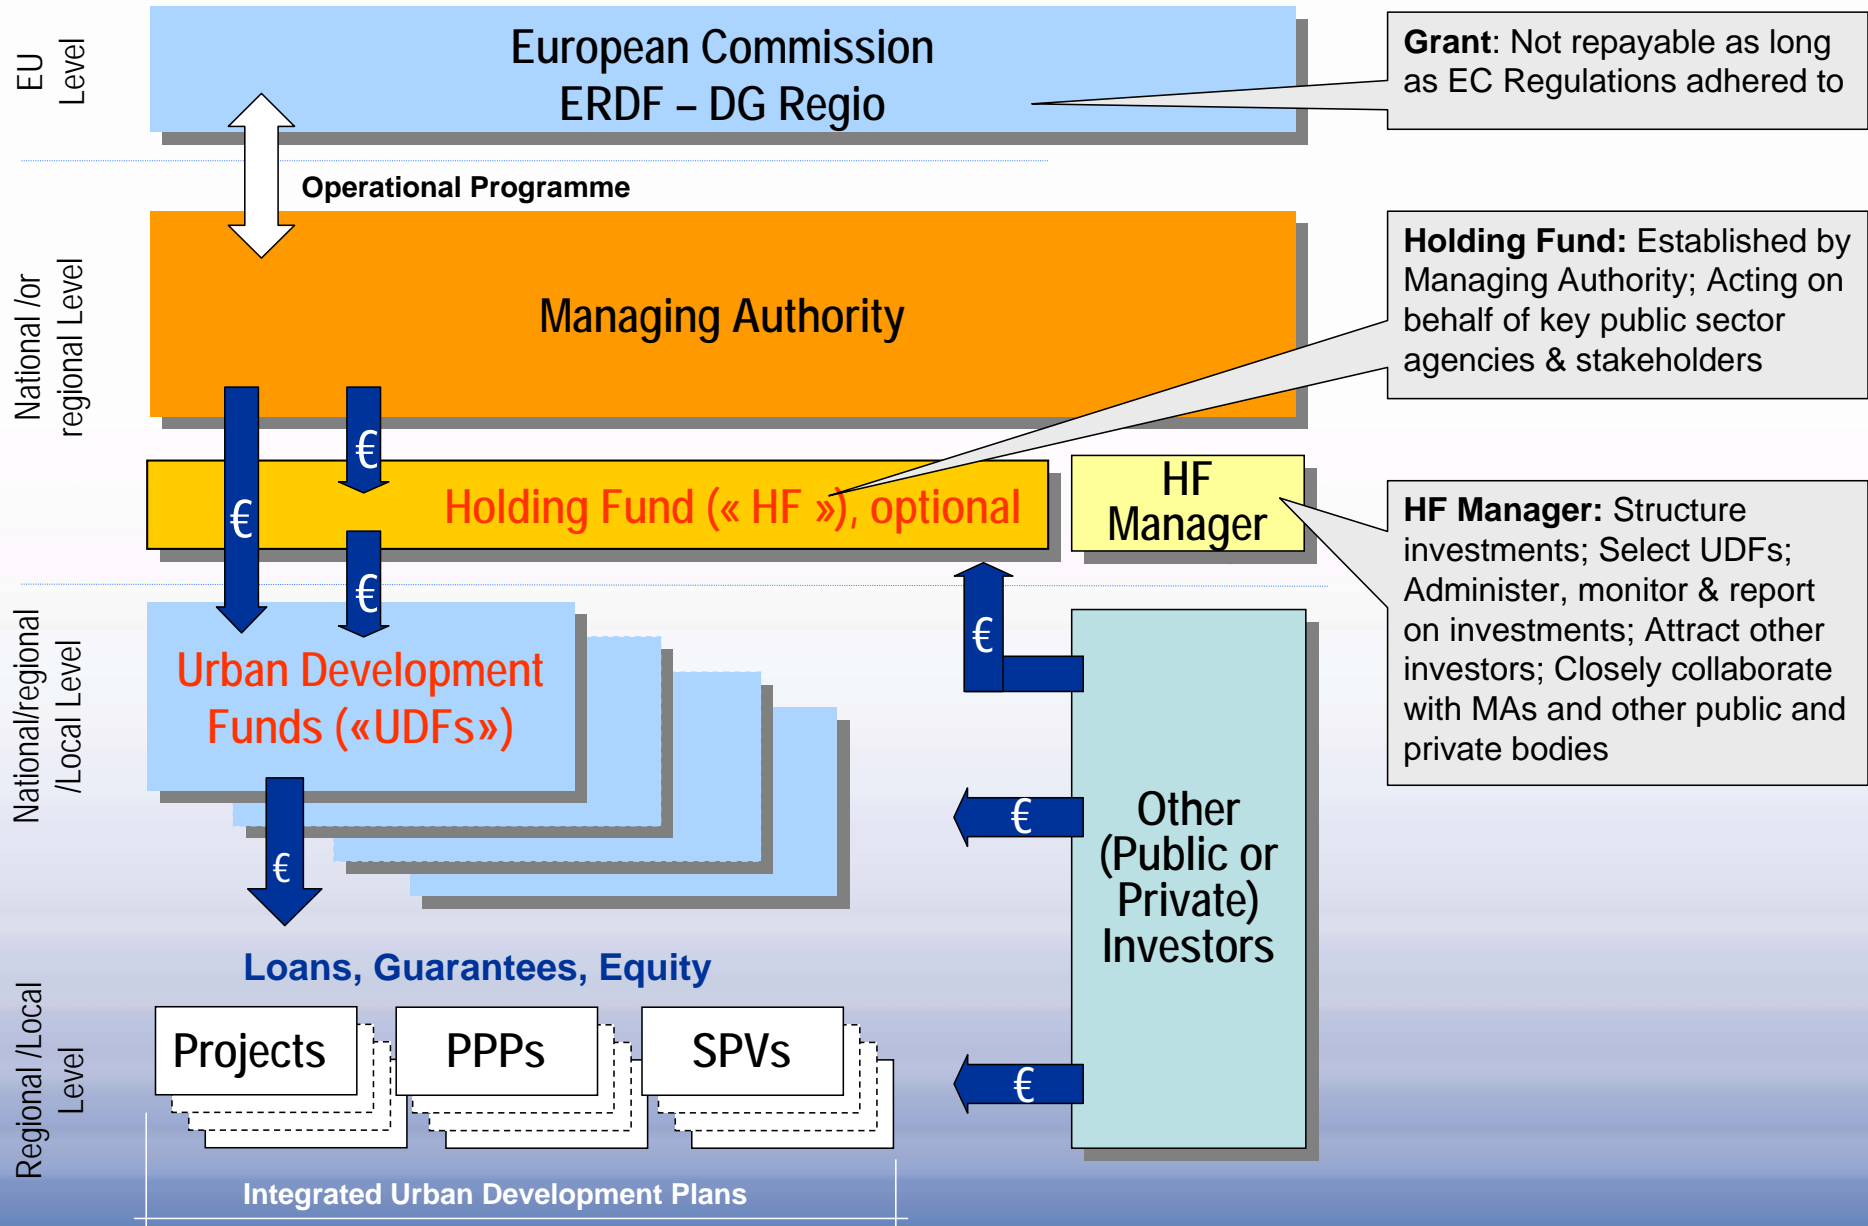 EU
Level
European Commission
ERDF – DG Regio
Grant: Not repayable as long
as EC Regulations adhered to
Operational Programme
National /or
regional Level
Managing Authority
Holding Fund: Established by
Managing Authority; Acting on
behalf of key public sector
agencies & stakeholders
€
€
Holding Fund (« HF »), optional
HF
Manager
HF Manager: Structure
investments; Select UDFs;
Administer, monitor & report
on investments; Attract other
investors; Closely collaborate
with MAs and other public and
private bodies
€
€
National/regional
/Local Level
Urban Development
Funds («UDFs»)
€
€
Other
(Public or
Private)
Investors
Loans, Guarantees, Equity
Regional /Local
Level
Projects
PPPs
SPVs
€
Integrated Urban Development Plans